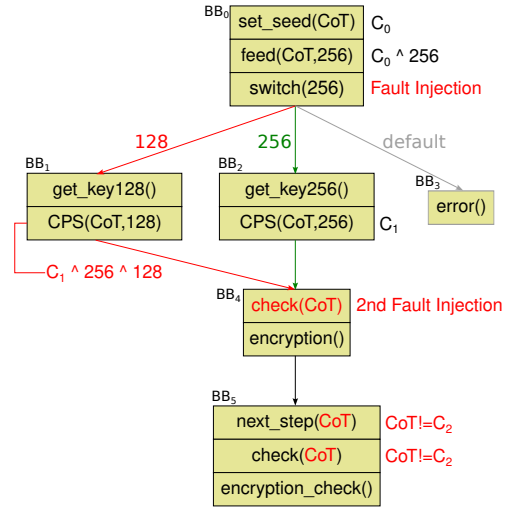 BB0
set_seed(CoT)
C0
feed(CoT,256)
C0 ^ 256
switch(256)
Fault Injection
128
256
default
BB1
get_key128()
CPS(CoT,128)
BB2
get_key256()
CPS(CoT,256)
C1
BB3
error()
C1 ^ 256 ^ 128
BB4
check(CoT)
2nd Fault Injection
encryption()
BB5
next_step(CoT)
CoT!=C2
check(CoT)
CoT!=C2
encryption_check()